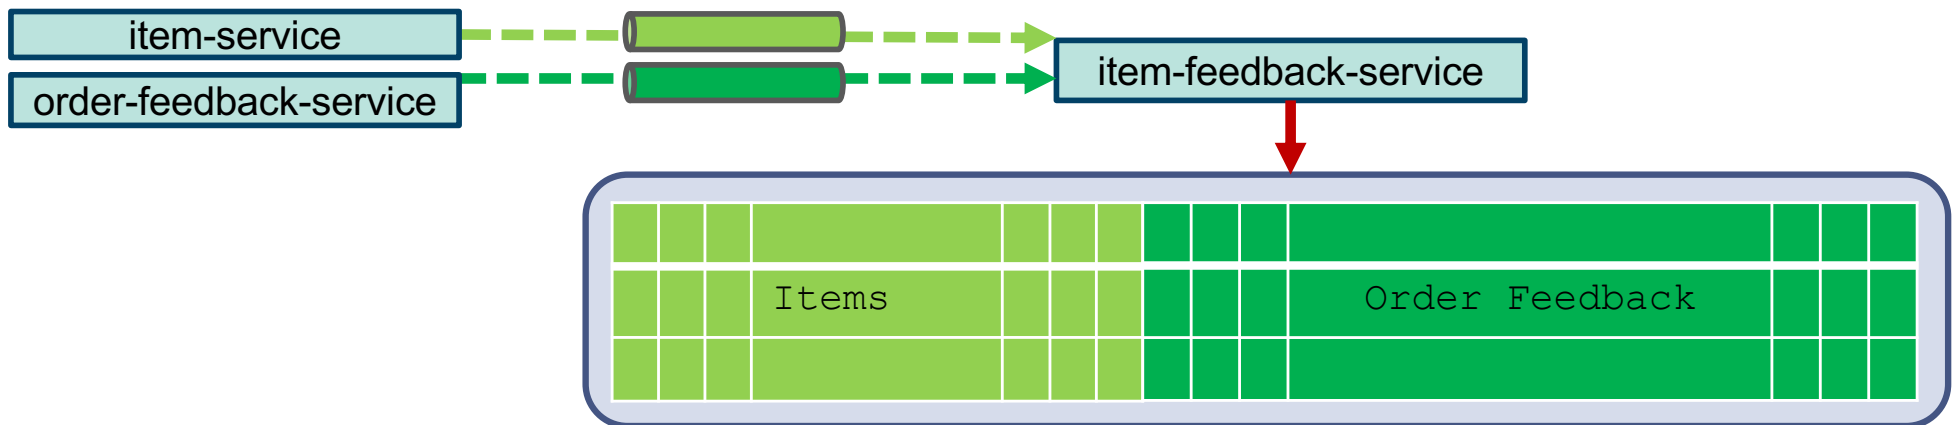 item-service
order-feedback-service
item-feedback-service
Items
Order Feedback